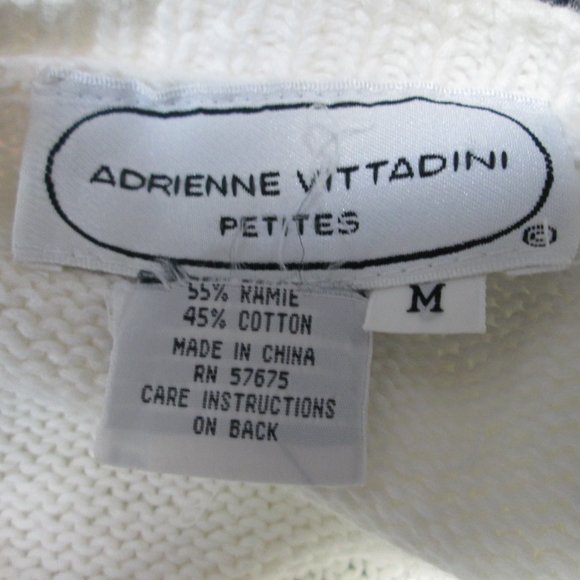 ADRIENNE VITTADINI
PETITES
®
M
55% RAMIE
45% COTTON
MADE IN CHINA
RN 57675
CARE INSTRUCTIONS
ON BACK